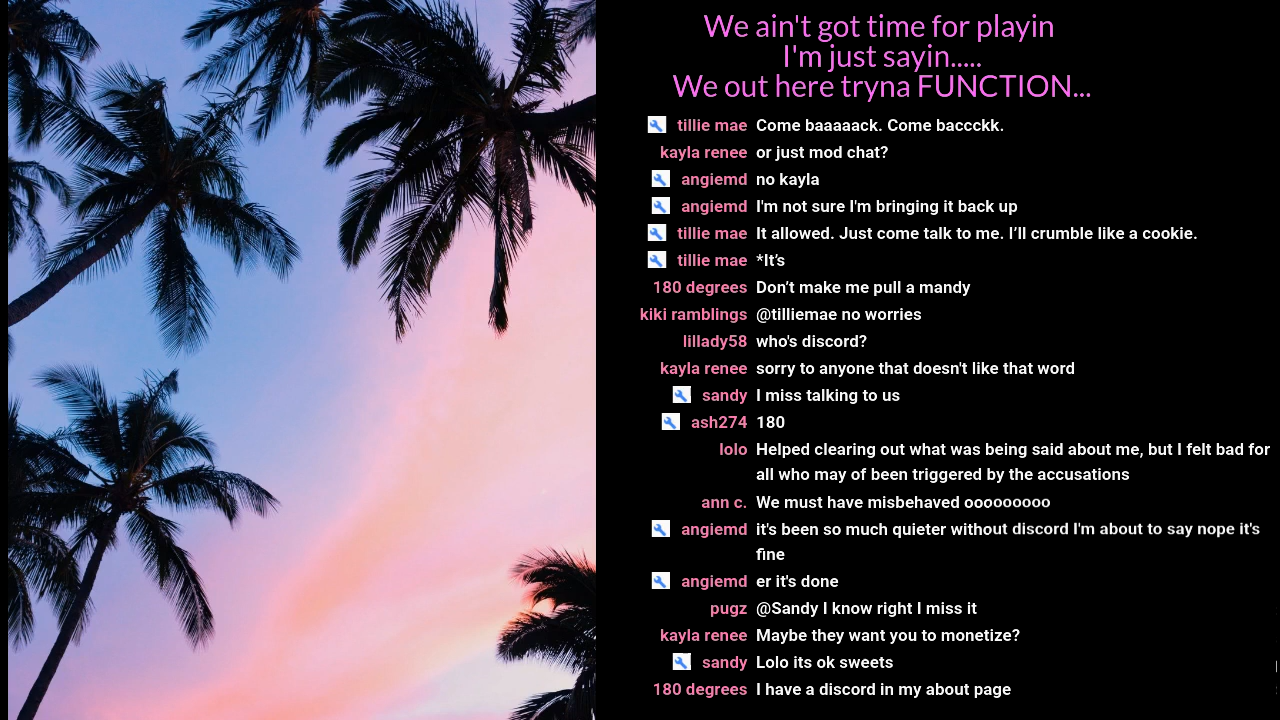 We ain't got time for playin
I'm just sayin.....
We out here tryna FUNCTION...
tillie mae Come baaaaack. Come baccckk.
kayla renee or just mod chat?
angiemd no kayla
angiemd I'm not sure I'm bringing it back up
tillie mae It allowed. Just come talk to me. I’ll crumble like a cookie.
tillie mae *It’s
180 degrees Don’t make me pull a mandy
kiki ramblings @tilliemae no worries
lillady58 who's discord?
kayla renee sorry to anyone that doesn't like that word
sandy I miss talking to us
ash274 180
lolo Helped clearing out what was being said about me, but I felt bad for
all who may of been triggered by the accusations
ann c. We must have misbehaved ooooooooo
angiemd it's been so much quieter without discord I'm about to say nope it's
fine
angiemd er it's done
pugz @Sandy I know right I miss it
kayla renee Maybe they want you to monetize?
sandy Lolo its ok sweets
180 degrees I have a discord in my about page